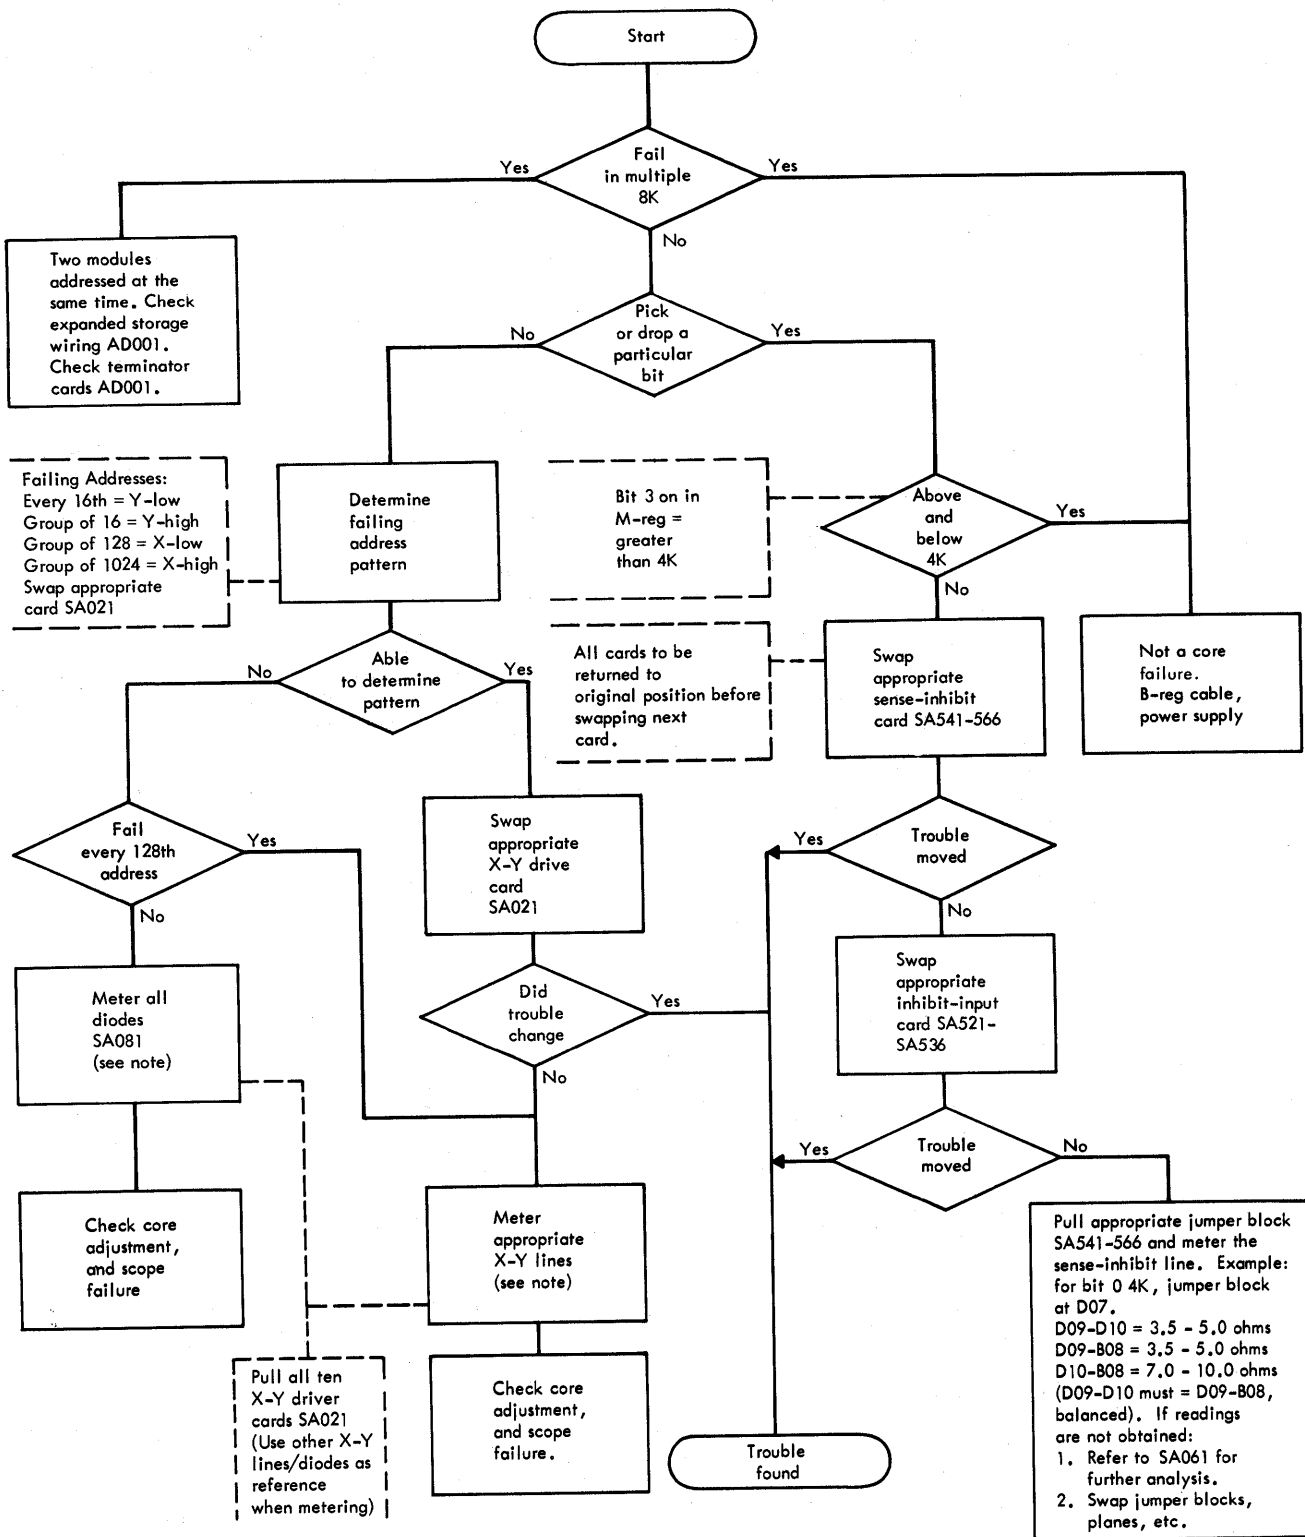 Start
Fail
in multiple
8K
Yes
Yes
No
Two modules
addressed at the
same time. Check
expanded storage
wiring AD001.
Check terminator
cards AD001.
Pick
or drop a
particular
bit
No
Yes
Failing Addresses:
Every 16th = Y-low
Group of 16 = Y-high
Group of 128 = X-low
Group of 1024 = X-high
Swap appropriate
card SA021
Determine
failing
address
pattern
Bit 3 on in
M-reg =
greater
than 4K
Above
and
below
4K
Yes
No
Able
to determine
pattern
No
Yes
All cards to be
returned to
original position before
swapping next
card.
Swap
appropriate
sense-inhibit
card SA541-566
Not a core
failure.
B-reg cable,
power supply
Fail
every 128th
address
Yes
No
Swap
appropriate
X-Y drive
card
SA021
Trouble
moved
Yes
No
Meter all
diodes
SA081
(see note)
Did
trouble
change
Yes
No
Swap
appropriate
inhibit-input
card SA521-
SA536
Trouble
moved
Yes
No
Check core
adjustment,
and scope
failure
Meter
appropriate
X-Y lines
(see note)
Pull appropriate jumper block
SA541-566 and meter the
sense-inhibit line. Example:
for bit 0 4K, jumper block
at D07.
D09-D10 = 3.5 - 5.0 ohms
D09-B08 = 3.5 - 5.0 ohms
D10-B08 = 7.0 - 10.0 ohms
(D09-D10 must = D09-B08,
balanced). If readings
are not obtained:
1. Refer to SA061 for
further analysis.
2. Swap jumper blocks,
planes, etc.
Pull all ten
X-Y driver
cards SA021
(Use other X-Y
lines/diodes as
reference
when metering)
Check core
adjustment,
and scope
failure.
Trouble
found